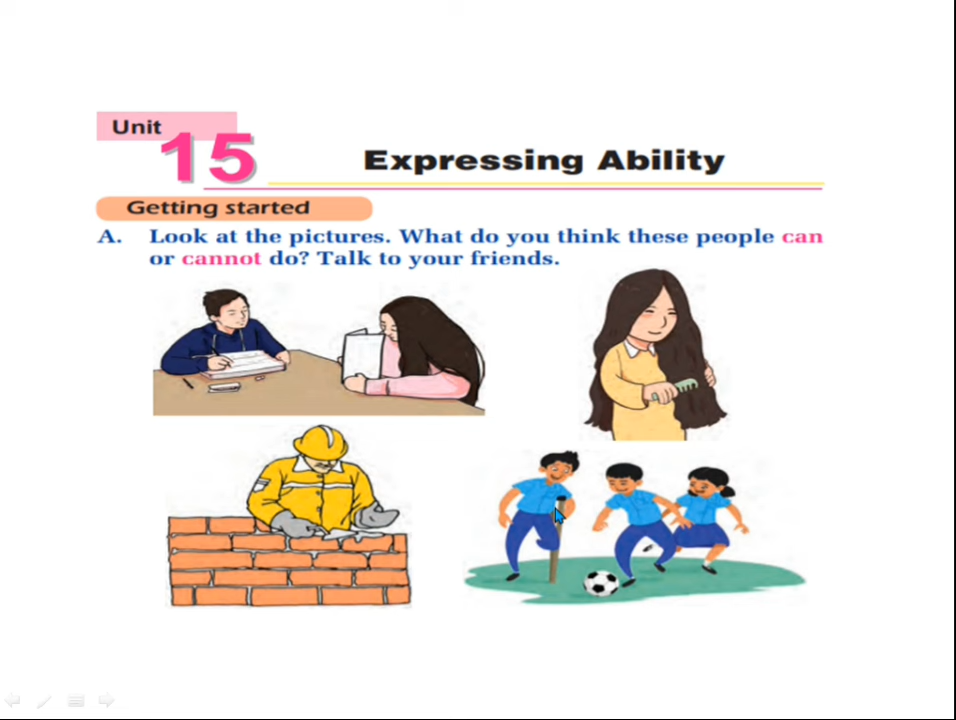 Unit
15
Expressing Ability
Getting started
A. Look at the pictures. What do you think these people can
or cannot do? Talk to your friends.